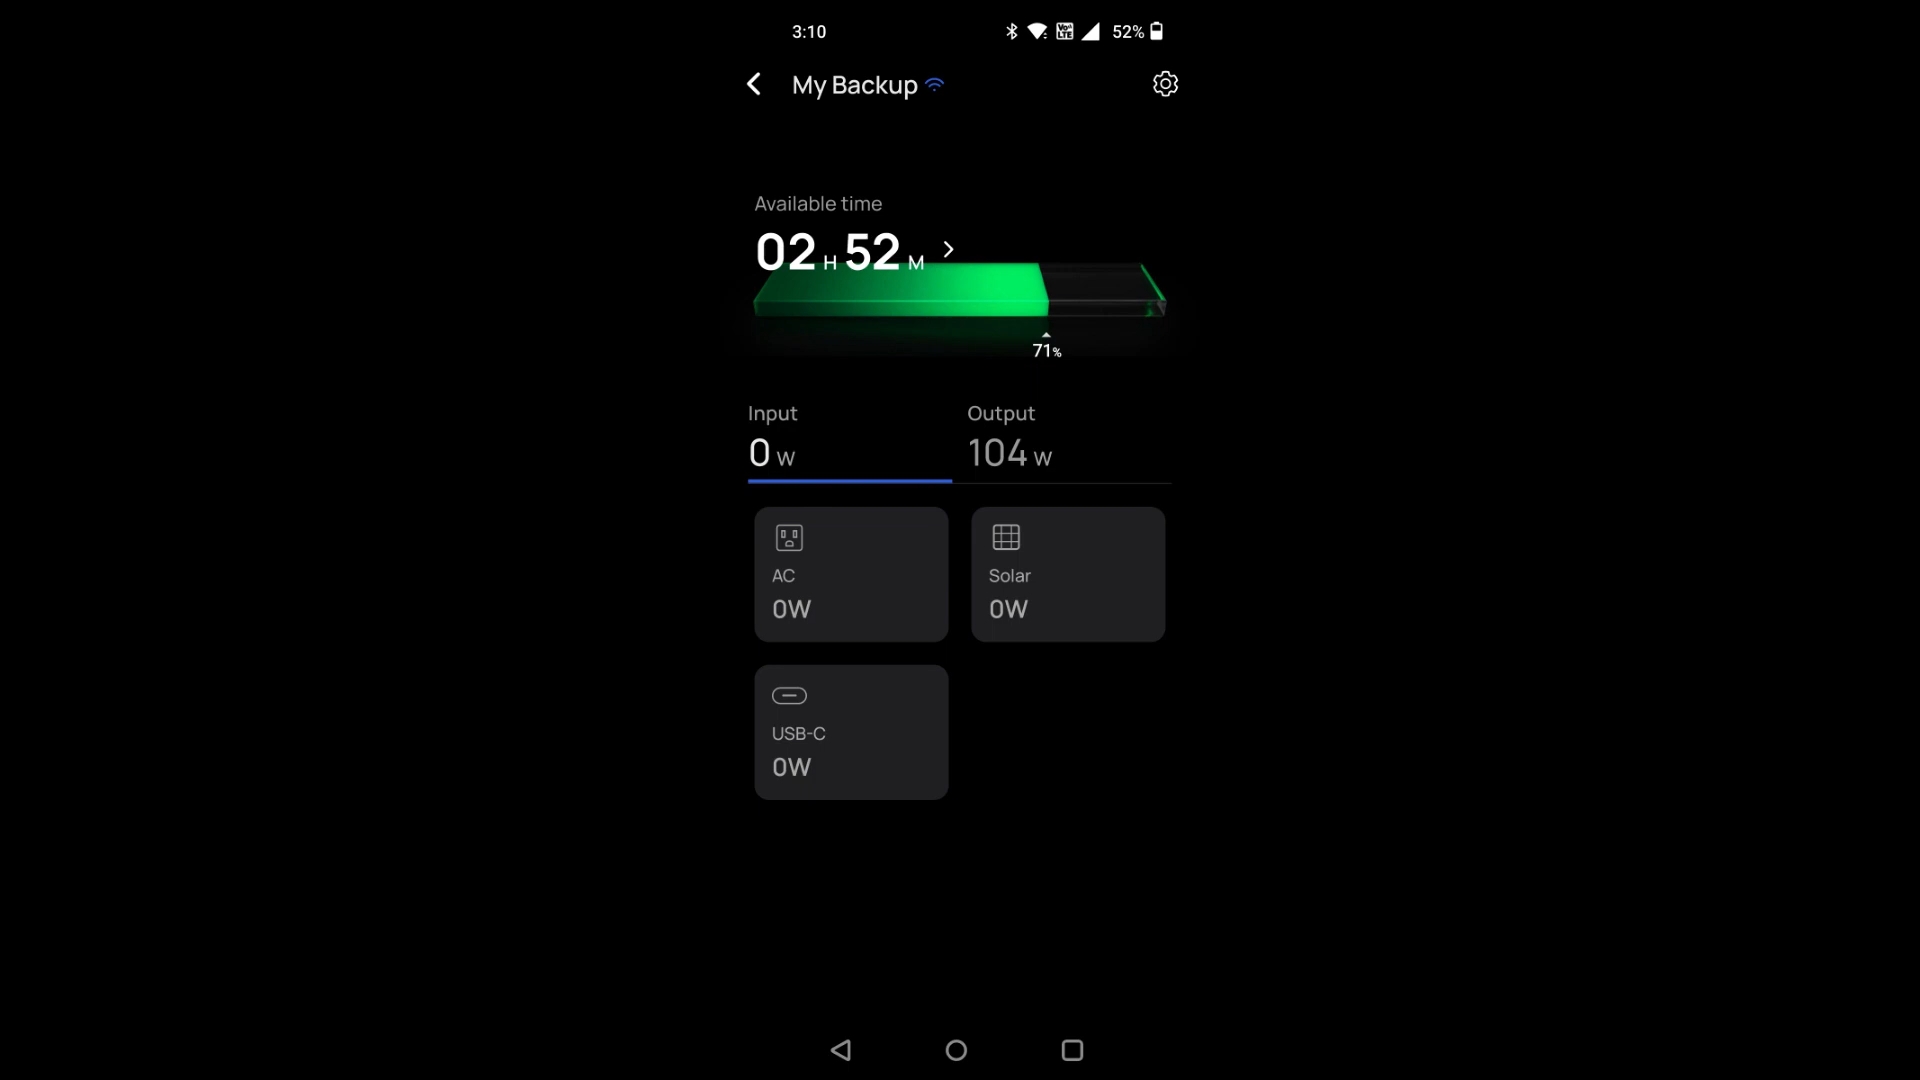 3:10 52%
My Backup
Available time
02 H 52 M
71%
Input Output
0 W 104 W
AC Solar
0W 0W
USB-C
0W